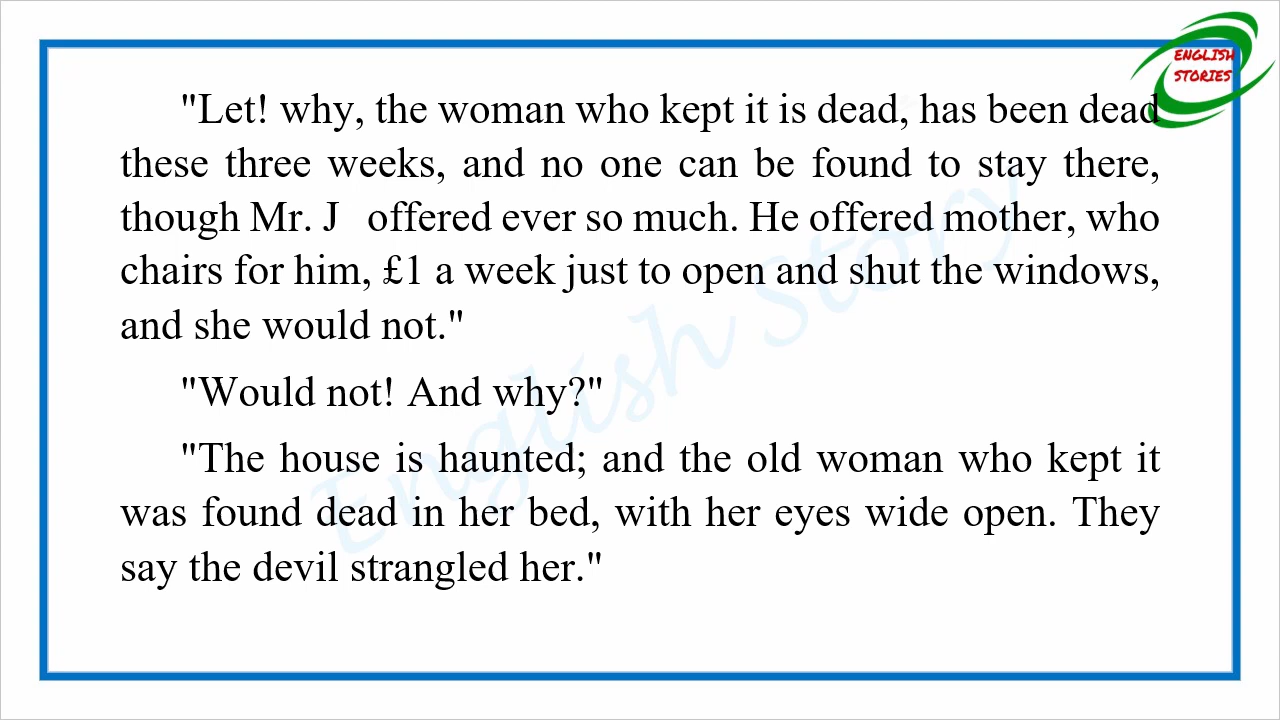 ENGLISH
STORIES
"Let! why, the woman who kept it is dead, has been dead
these three weeks, and no one can be found to stay there,
though Mr. J offered ever so much. He offered mother, who
chairs for him, £1 a week just to open and shut the windows,
and she would not."
"Would not! And why?"
"The house is haunted; and the old woman who kept it
was found dead in her bed, with her eyes wide open. They
say the devil strangled her."
English Story